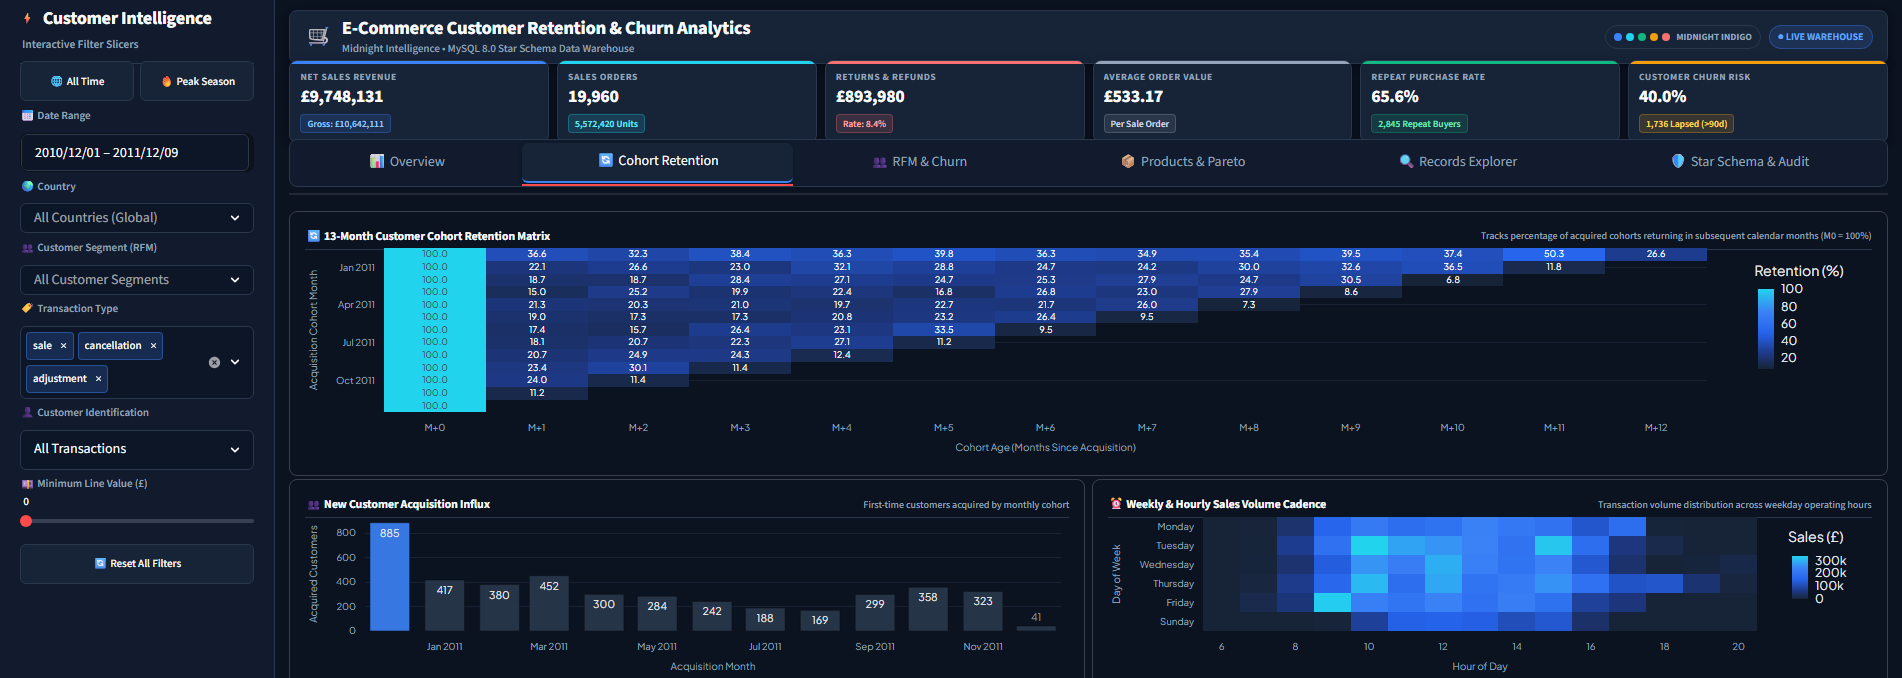 Customer Intelligence
Interactive Filter Slicers
All Time
Peak Season
Date Range
2010/12/01 – 2011/12/09
Country
All Countries (Global)
Customer Segment (RFM)
All Customer Segments
Transaction Type
sale × cancellation ×
adjustment ×
Customer Identification
All Transactions
Minimum Line Value (£)
0
Reset All Filters
E-Commerce Customer Retention & Churn Analytics
Midnight Intelligence • MySQL 8.0 Star Schema Data Warehouse
MIDNIGHT INDIGO
LIVE WAREHOUSE
NET SALES REVENUE
£9,748,131
Gross: £10,642,111
SALES ORDERS
19,960
5,572,420 Units
RETURNS & REFUNDS
£893,980
Rate: 8.4%
AVERAGE ORDER VALUE
£533.17
Per Sale Order
REPEAT PURCHASE RATE
65.6%
2,845 Repeat Buyers
CUSTOMER CHURN RISK
40.0%
1,736 Lapsed (>90d)
Overview
Cohort Retention
RFM & Churn
Products & Pareto
Records Explorer
Star Schema & Audit
13-Month Customer Cohort Retention Matrix
Tracks percentage of acquired cohorts returning in subsequent calendar months (M0 = 100%)
Acquisition Cohort Month
100.0 36.6 32.3 38.4 36.3 39.8 36.3 34.9 35.4 39.5 37.4 50.3 26.6
Jan 2011 100.0 22.1 26.6 23.0 32.1 28.8 24.7 24.2 30.0 32.6 36.5 11.8
100.0 18.7 18.7 28.4 27.1 24.7 25.3 27.9 24.7 30.5 6.8
100.0 15.0 25.2 19.9 22.4 16.8 26.8 23.0 27.9 8.6
Apr 2011 100.0 21.3 20.3 21.0 19.7 22.7 21.7 26.0 7.3
100.0 19.0 17.3 17.3 20.8 23.2 26.4 9.5
100.0 17.4 15.7 26.4 23.1 33.5 9.5
Jul 2011 100.0 18.1 20.7 22.3 27.1 11.2
100.0 20.7 24.9 24.3 12.4
100.0 23.4 30.1 11.4
Oct 2011 100.0 24.0 11.4
100.0 11.2
100.0
M+0 M+1 M+2 M+3 M+4 M+5 M+6 M+7 M+8 M+9 M+10 M+11 M+12
Cohort Age (Months Since Acquisition)
Retention (%)
100
80
60
40
20
New Customer Acquisition Influx
First-time customers acquired by monthly cohort
Acquired Customers
800
600
400
200
0
885 417 380 452 300 284 242 188 169 299 358 323 41
Jan 2011 Mar 2011 May 2011 Jul 2011 Sep 2011 Nov 2011
Acquisition Month
Weekly & Hourly Sales Volume Cadence
Transaction volume distribution across weekday operating hours
Day of Week
Monday
Tuesday
Wednesday
Thursday
Friday
Sunday
6 8 10 12 14 16 18 20
Hour of Day
Sales (£)
300k
200k
100k
0